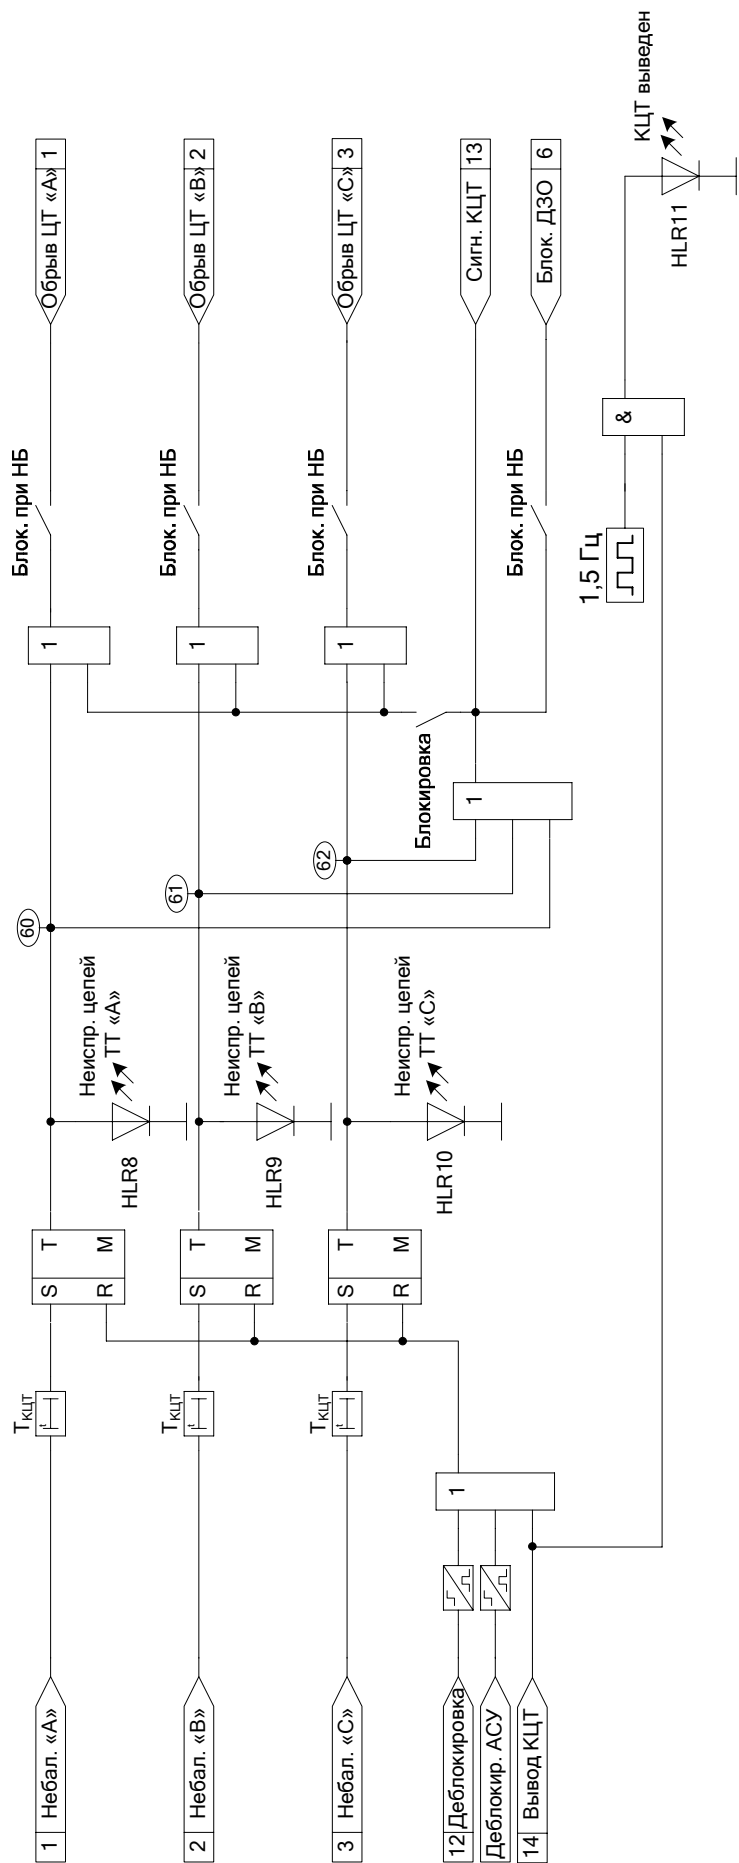 1 Небал. «А»
TКЦТ
S T
R M
HLR8
Неиспр. цепей
ТТ «А»
60
1
Блок. при НБ
Обрыв ЦТ «А» 1
2 Небал. «В»
TКЦТ
S T
R M
HLR9
Неиспр. цепей
ТТ «В»
61
1
Блок. при НБ
Обрыв ЦТ «В» 2
3 Небал. «С»
TКЦТ
S T
R M
HLR10
Неиспр. цепей
ТТ «С»
62
1
Блок. при НБ
Обрыв ЦТ «С» 3
12 Деблокировка
Деблокир. АСУ
14 Вывод КЦТ
1
Блокировка
1
Сигн. КЦТ 13
Блок. при НБ
Блок. ДЗО 6
1,5 Гц
&
HLR11
КЦТ выведен
t
t
t